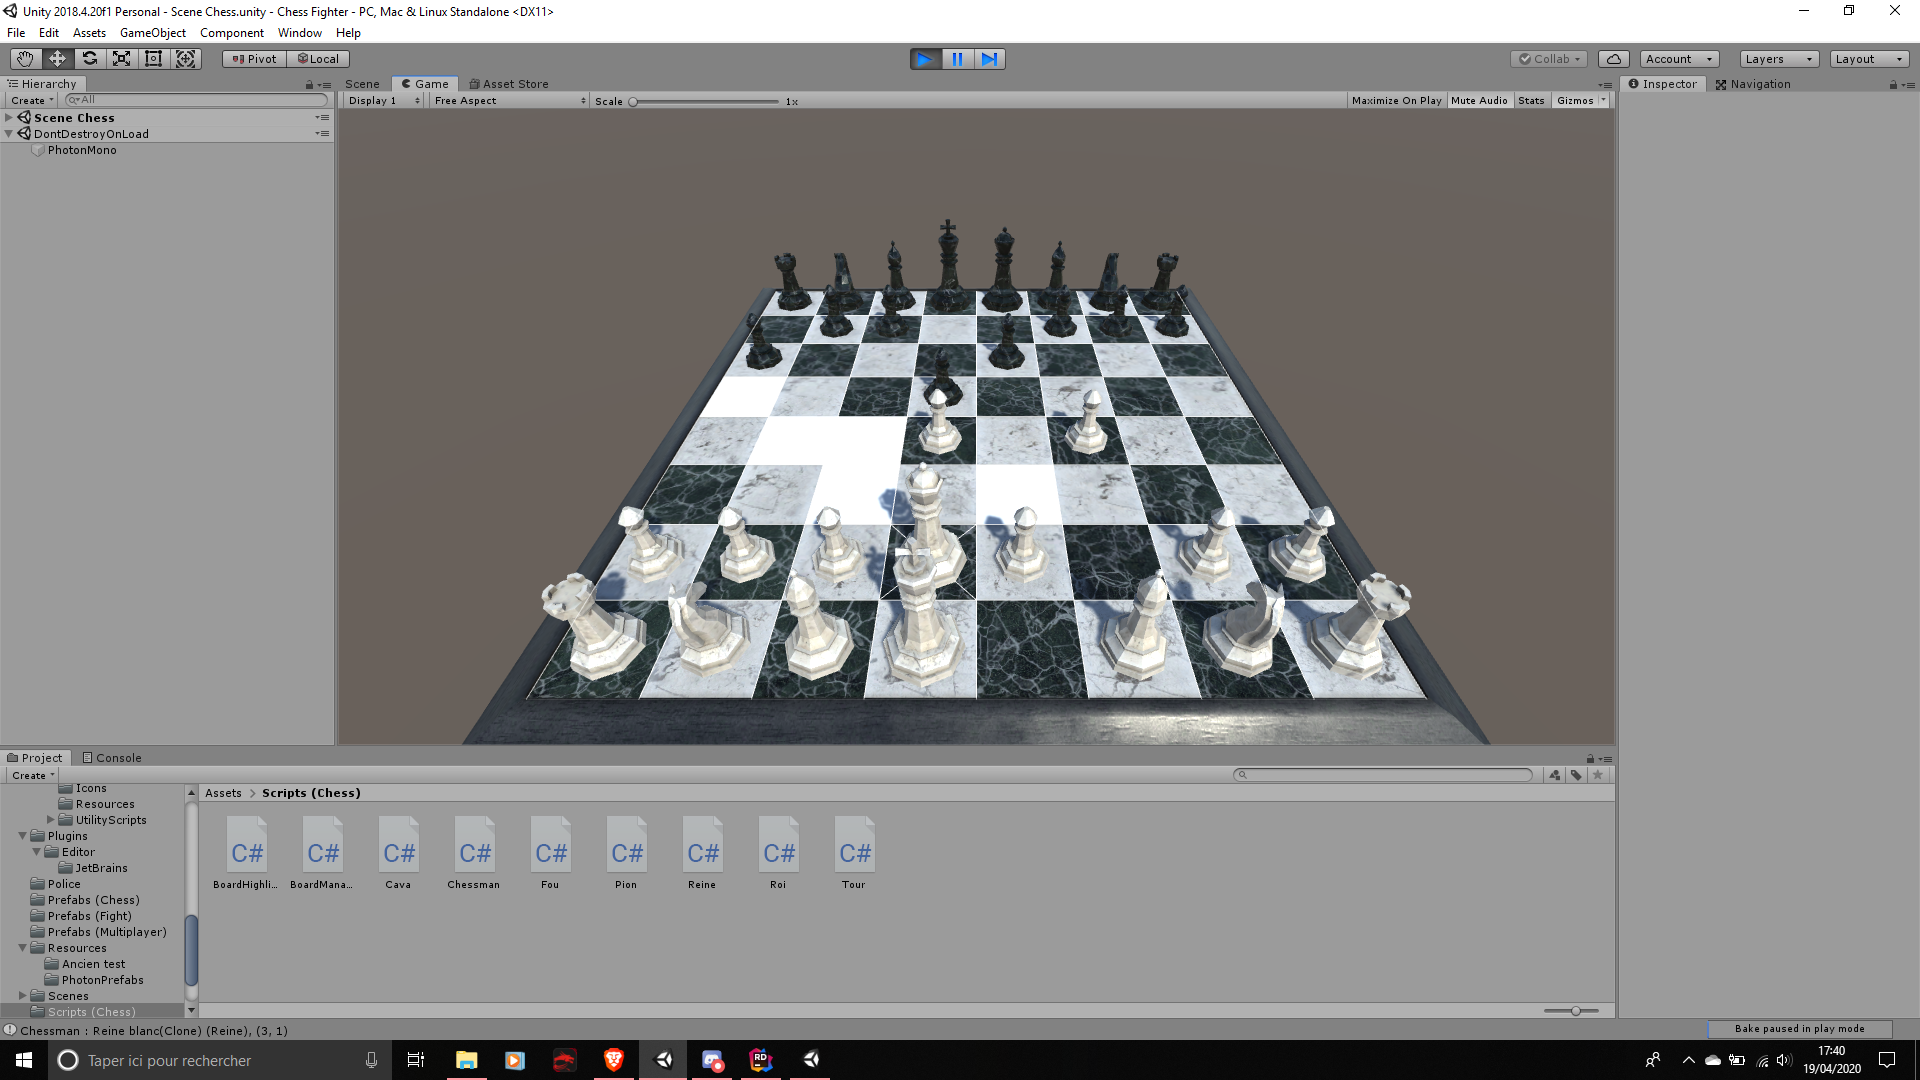 Unity 2018.4.20f1 Personal - Scene Chess.unity - Chess Fighter - PC, Mac & Linux Standalone <DX11>
File Edit Assets GameObject Component Window Help
Pivot Local Collab Account Layers Layout
Hierarchy Scene Game Asset Store Inspector Navigation
Create All Display 1 Free Aspect Scale 1x Maximize On Play Mute Audio Stats Gizmos
Scene Chess
DontDestroyOnLoad
PhotonMono
Project Console
Create
Assets > Scripts (Chess)
Icons
Resources
UtilityScripts
Plugins
Editor
JetBrains
Police
Prefabs (Chess)
Prefabs (Fight)
Prefabs (Multiplayer)
Resources
Ancien test
PhotonPrefabs
Scenes
Scripts (Chess)
C# C# C# C# C# C# C# C# C#
BoardHighli... BoardMana... Cava Chessman Fou Pion Reine Roi Tour
Chessman : Reine blanc(Clone) (Reine), (3, 1)
Bake paused in play mode
Taper ici pour rechercher
RD
17:40
19/04/2020